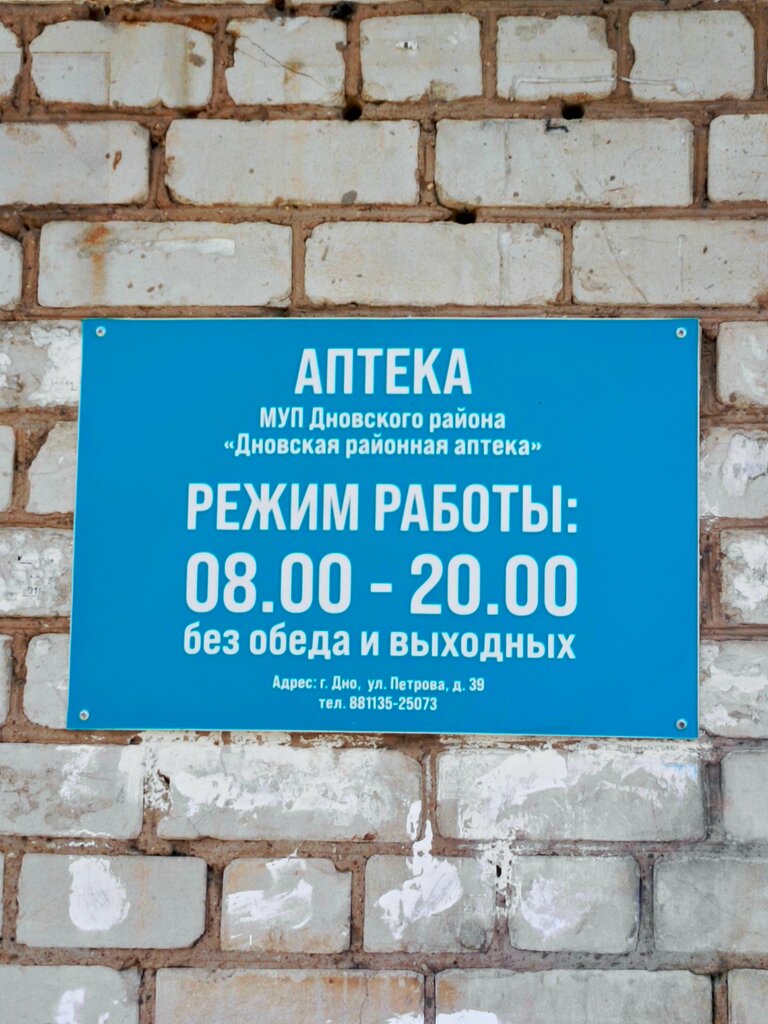 АПТЕКА
МУП Дновского района
«Дновская районная аптека»
РЕЖИМ РАБОТЫ:
08.00 - 20.00
без обеда и выходных
Адрес: г. Дно, ул. Петрова, д. 39
тел. 881135-25073